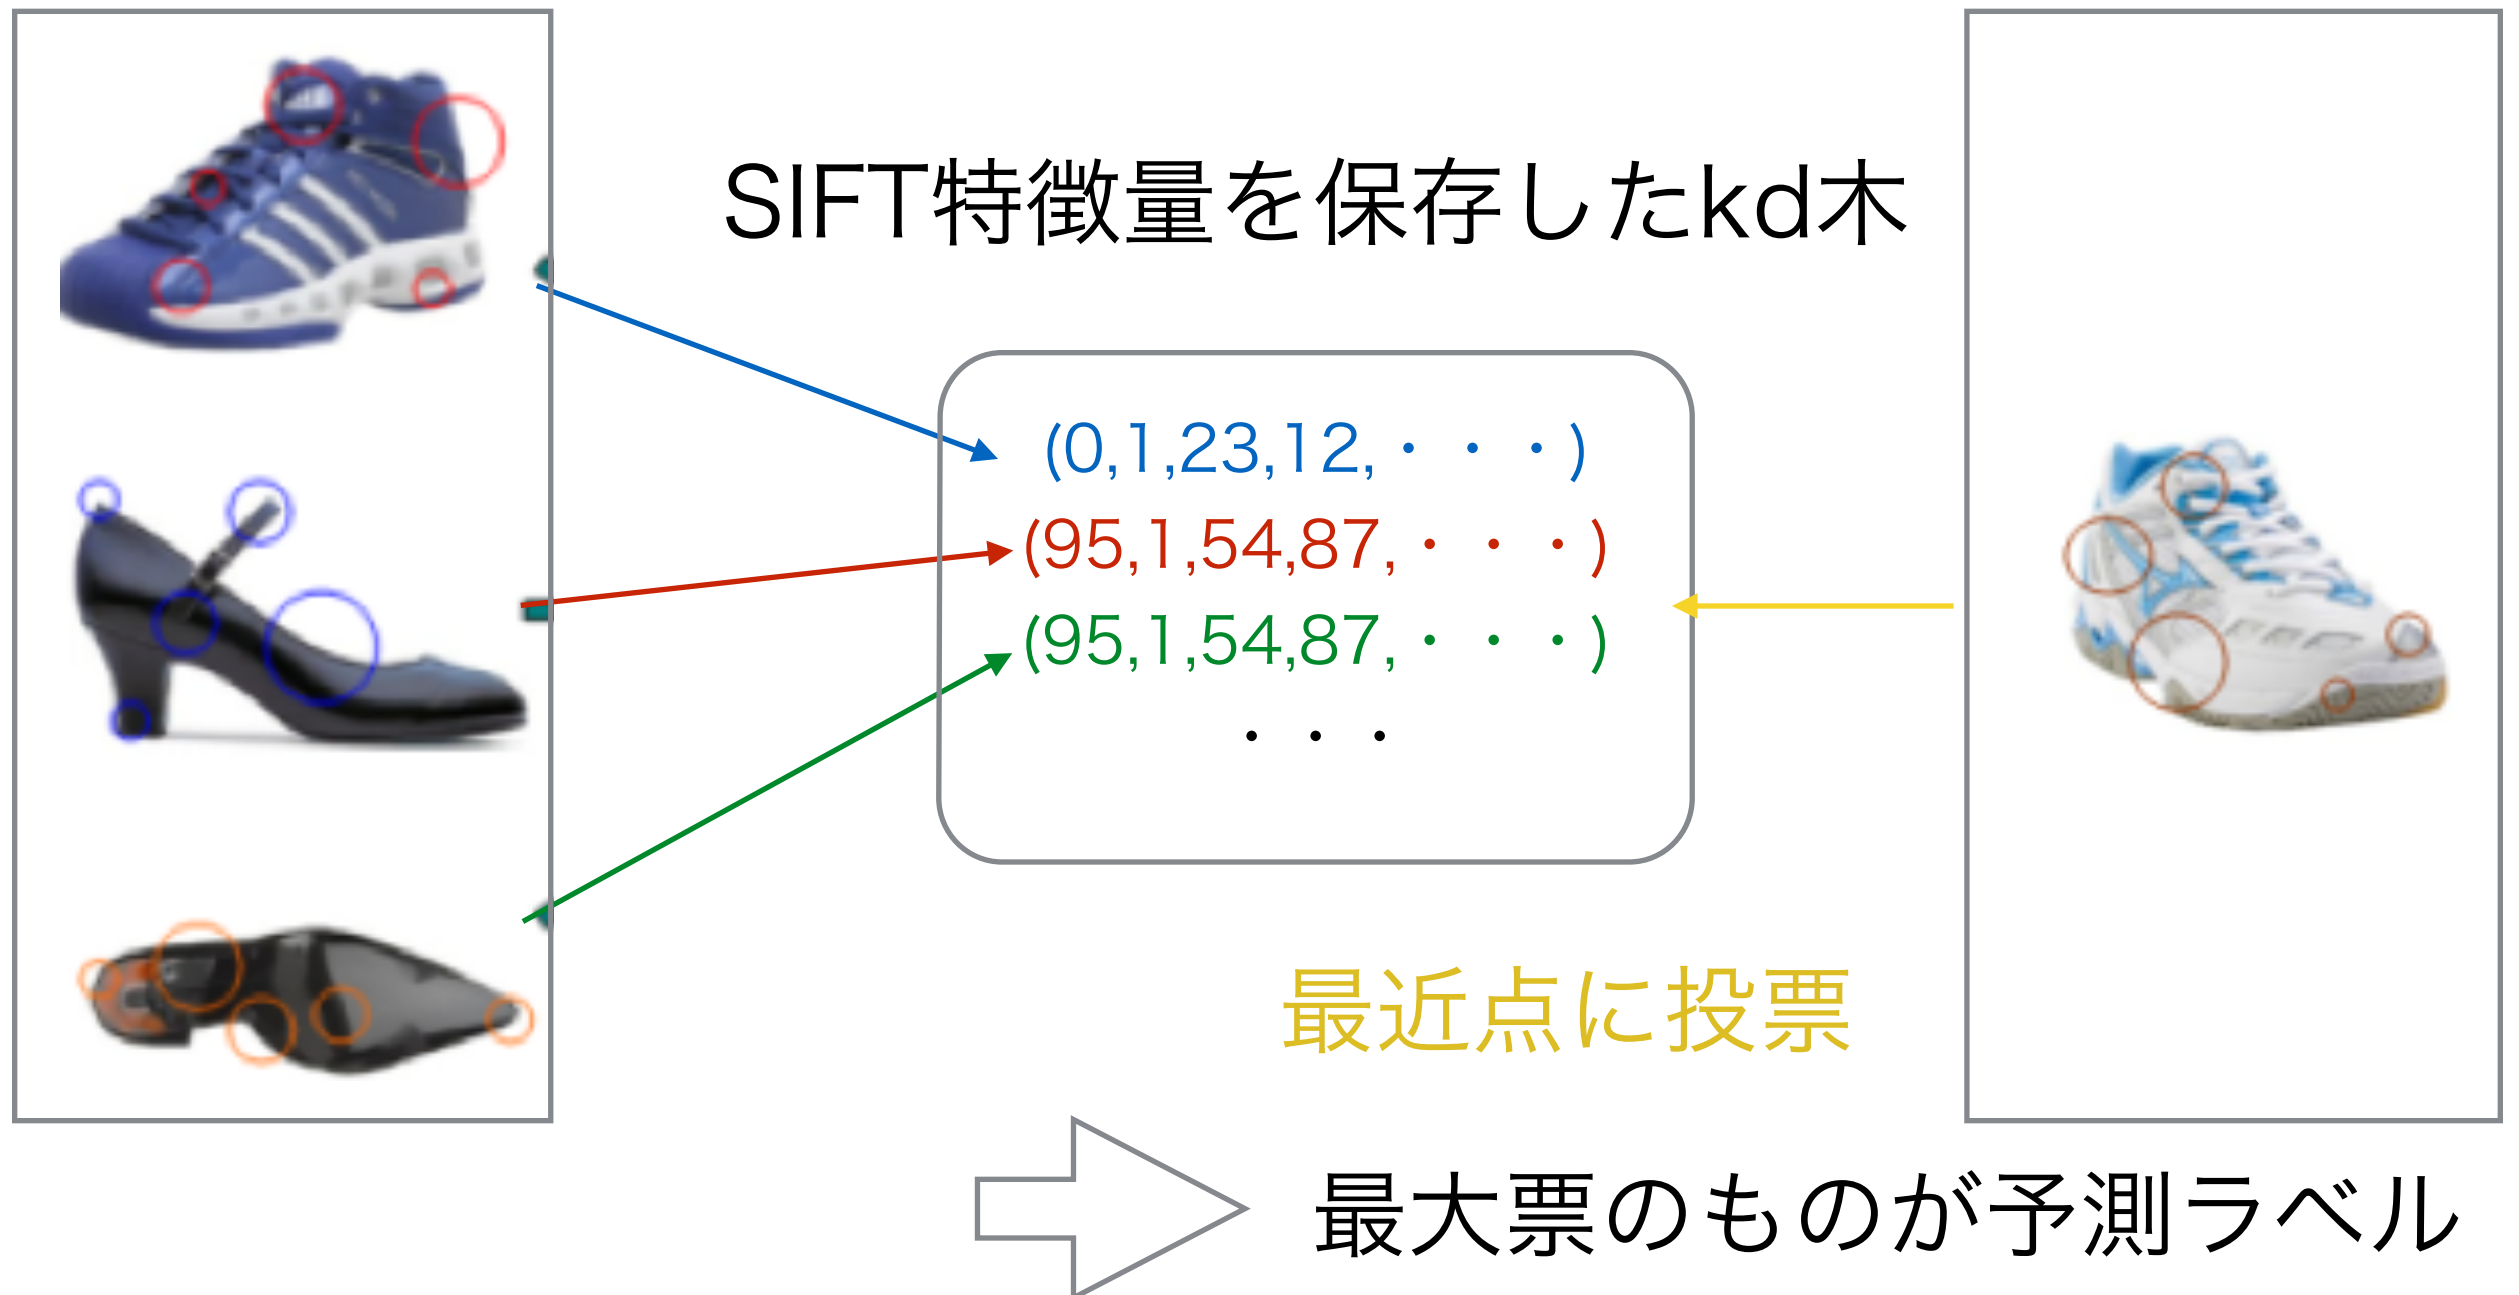 SIFT特徴量を保存したkd木
(0,1,23,12,・・・)
(95,1,54,87,・・・)
(95,1,54,87,・・・)
・・・
最近点に投票
最大票のものが予測ラベル